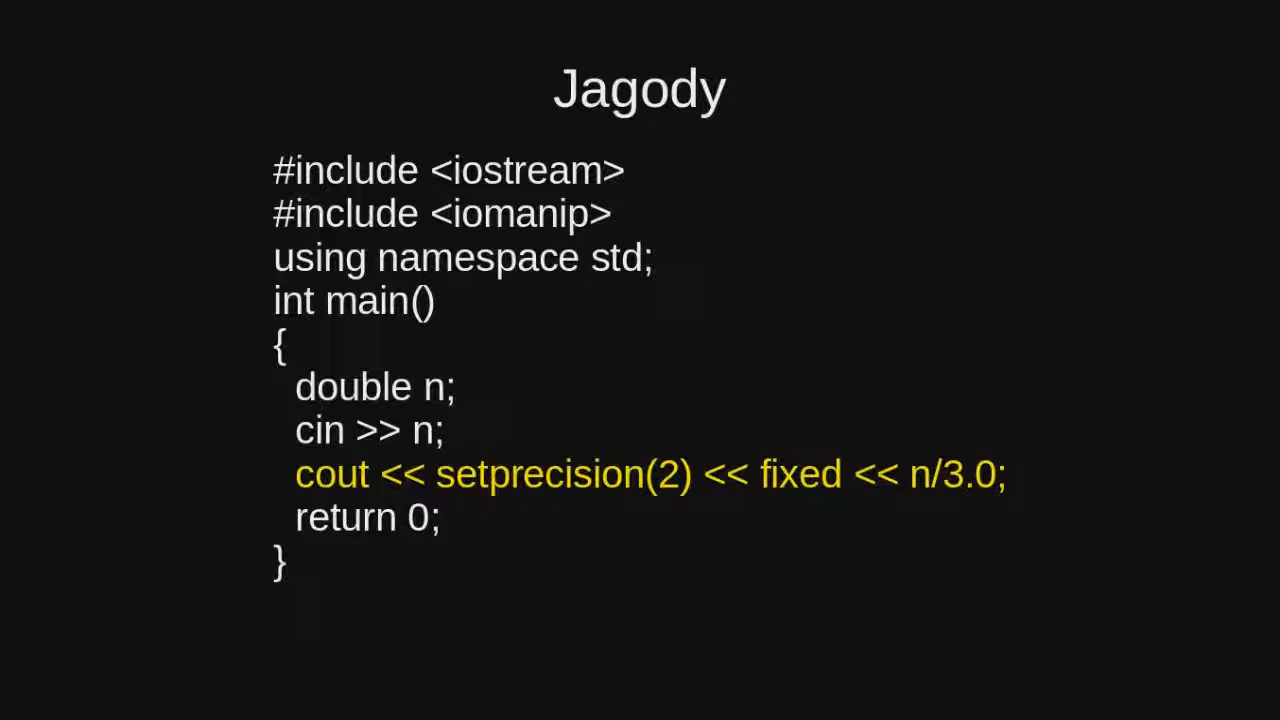 Jagody
#include <iostream>
#include <iomanip>
using namespace std;
int main()
{
double n;
cin >> n;
cout << setprecision(2) << fixed << n/3.0;
return 0;
}